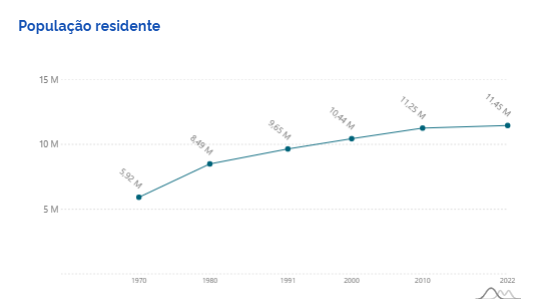 População residente
15 M
11,45 M
11,25 M
10,44 M
9,65 M
8,49 M
10 M
5,92 M
5 M
1970 1980 1991 2000 2010 2022